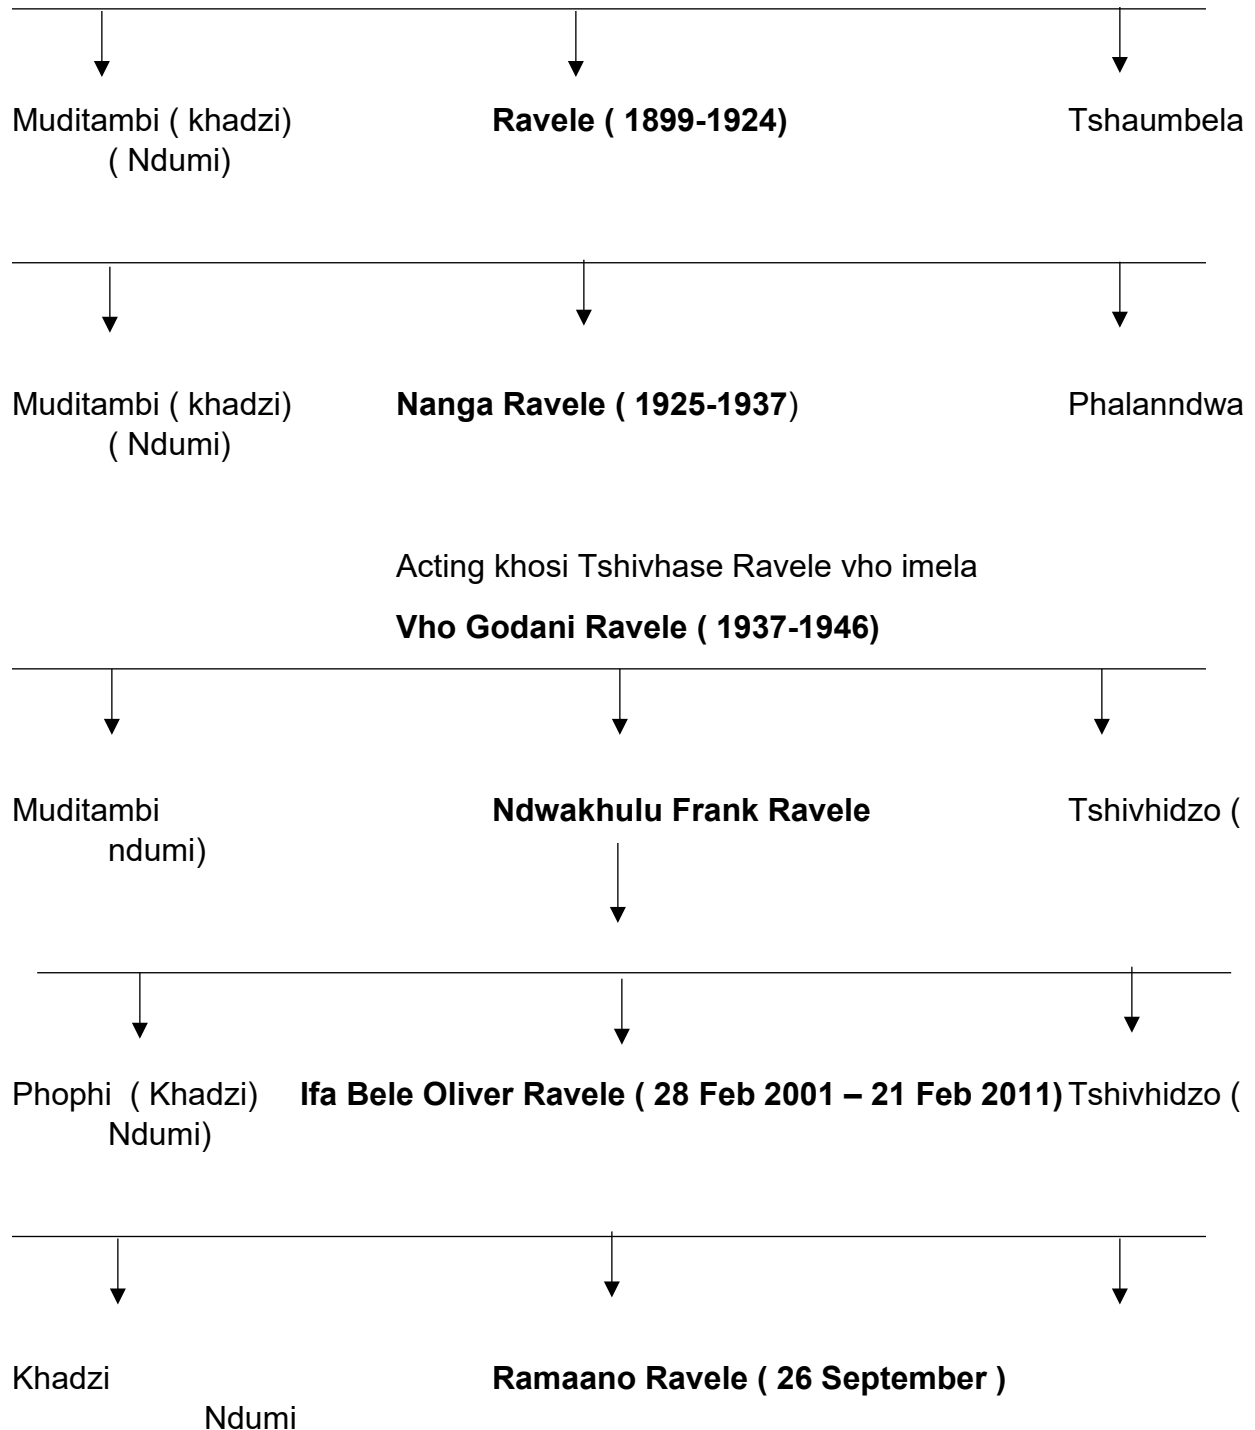 Muditambi ( khadzi) Ravele ( 1899-1924) Tshaumbela
( Ndumi)
Muditambi ( khadzi) Nanga Ravele ( 1925-1937) Phalanndwa
( Ndumi)
Acting khosi Tshivhase Ravele vho imela
Vho Godani Ravele ( 1937-1946)
Muditambi Ndwakhulu Frank Ravele Tshivhidzo (
ndumi)
Phophi ( Khadzi) Ifa Bele Oliver Ravele ( 28 Feb 2001 – 21 Feb 2011) Tshivhidzo (
Ndumi)
Khadzi Ramaano Ravele ( 26 September )
Ndumi